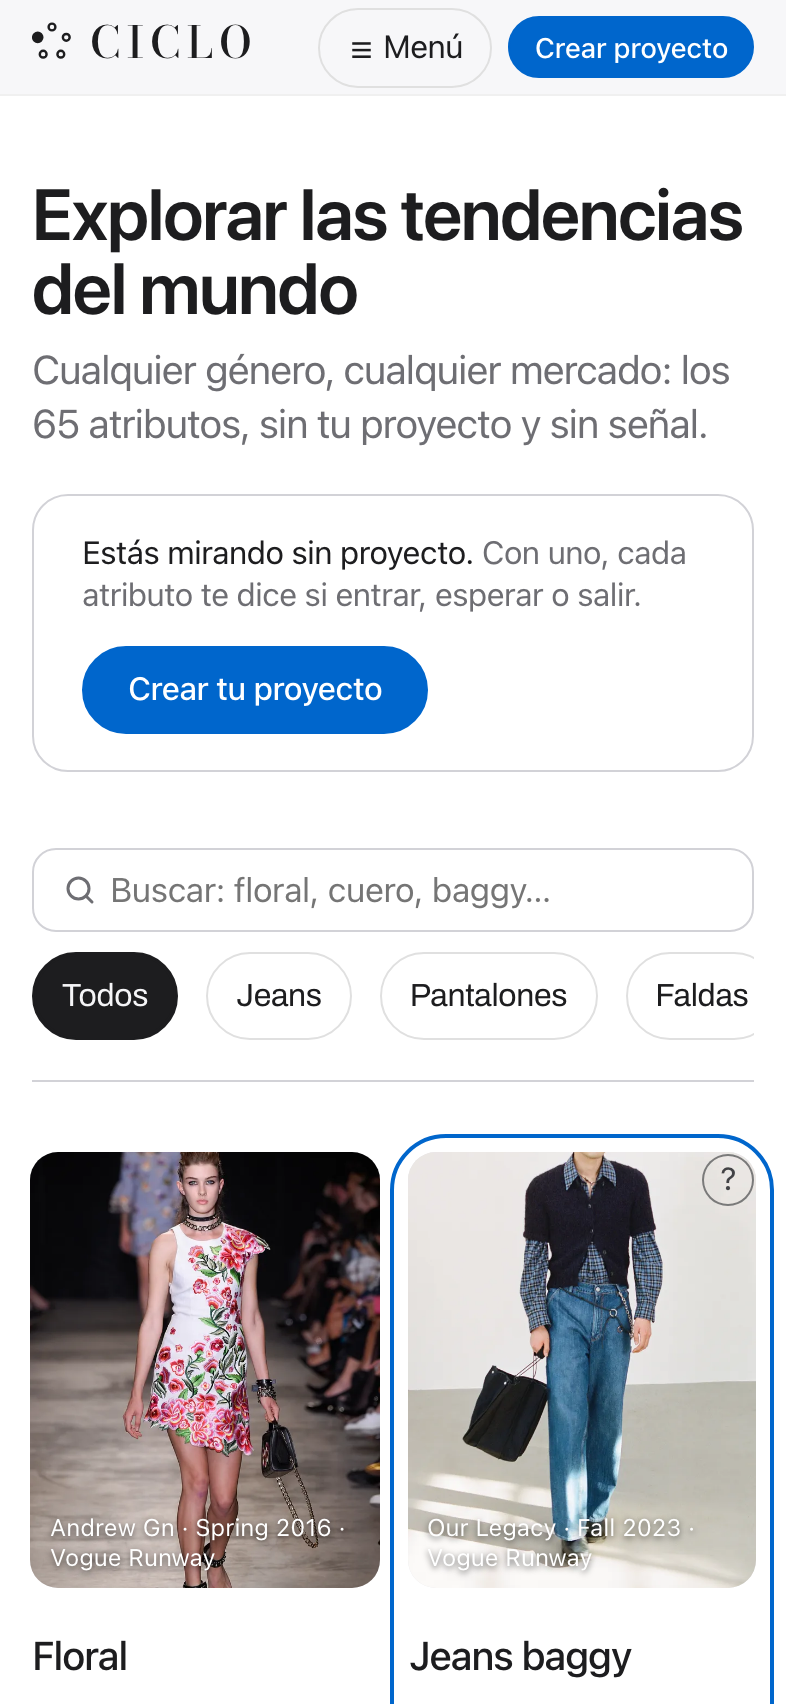 CICLO
≡ Menú
Crear proyecto
Explorar las tendencias
del mundo
Cualquier género, cualquier mercado: los
65 atributos, sin tu proyecto y sin señal.
Estás mirando sin proyecto. Con uno, cada
atributo te dice si entrar, esperar o salir.
Crear tu proyecto
Buscar: floral, cuero, baggy...
Todos
Jeans
Pantalones
Faldas
?
Andrew Gn · Spring 2016 ·
Vogue Runway
Our Legacy · Fall 2023 ·
Vogue Runway
Floral
Jeans baggy